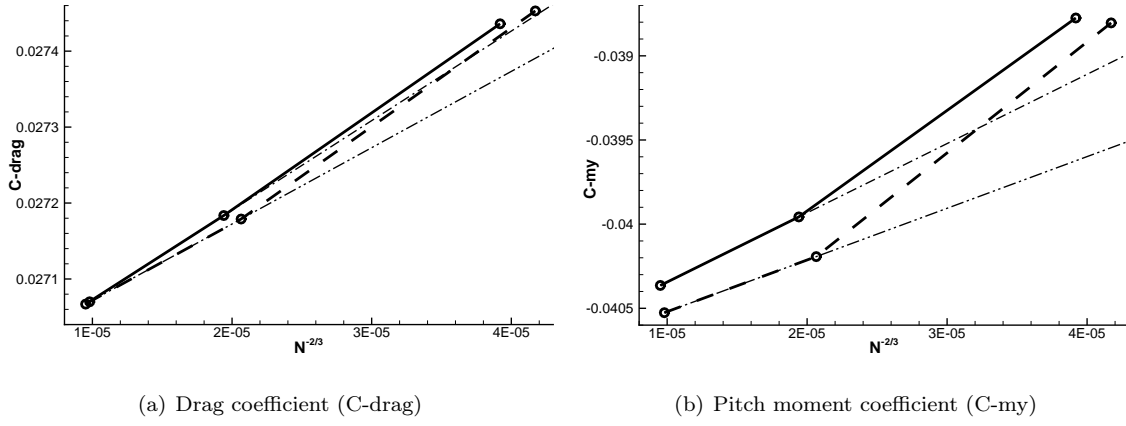 0.02741
0.0273
0.0272
0.0271
C-drag
1E-05 2E-05 3E-05 4E-05
N-2/3
(a) Drag coefficient (C-drag)
-0.039
-0.0395
-0.04
-0.0405
C-my
1E-05 2E-05 3E-05 4E-05
N-2/3
(b) Pitch moment coefficient (C-my)